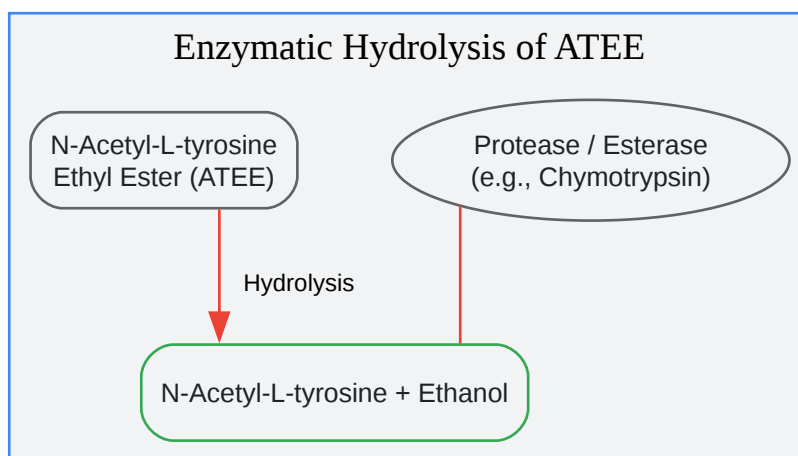 Enzymatic Hydrolysis of ATEE
N-Acetyl-L-tyrosine
Ethyl Ester (ATEE)
Protease / Esterase
(e.g., Chymotrypsin)
Hydrolysis
N-Acetyl-L-tyrosine + Ethanol